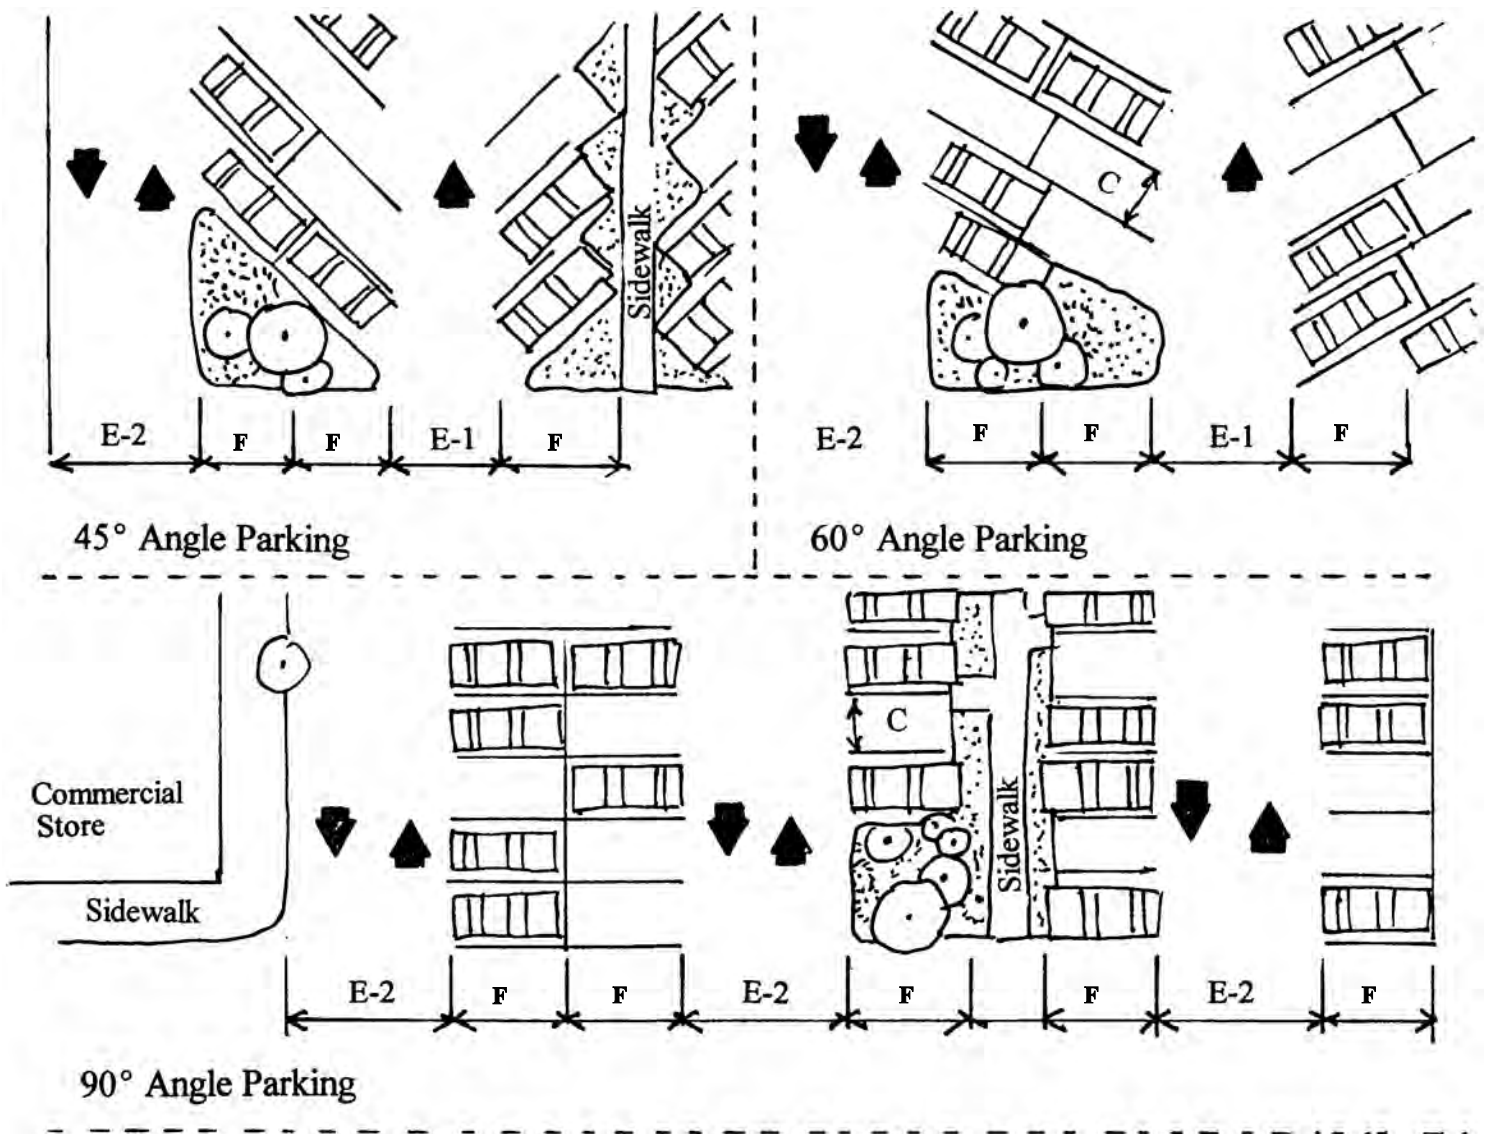 C
Sidewalk
E-2
F
F
E-1
F
E-2
F
F
E-1
F
45° Angle Parking
60° Angle Parking
C
Commercial
Store
Sidewalk
Sidewalk
E-2
F
F
E-2
F
F
E-2
F
90° Angle Parking